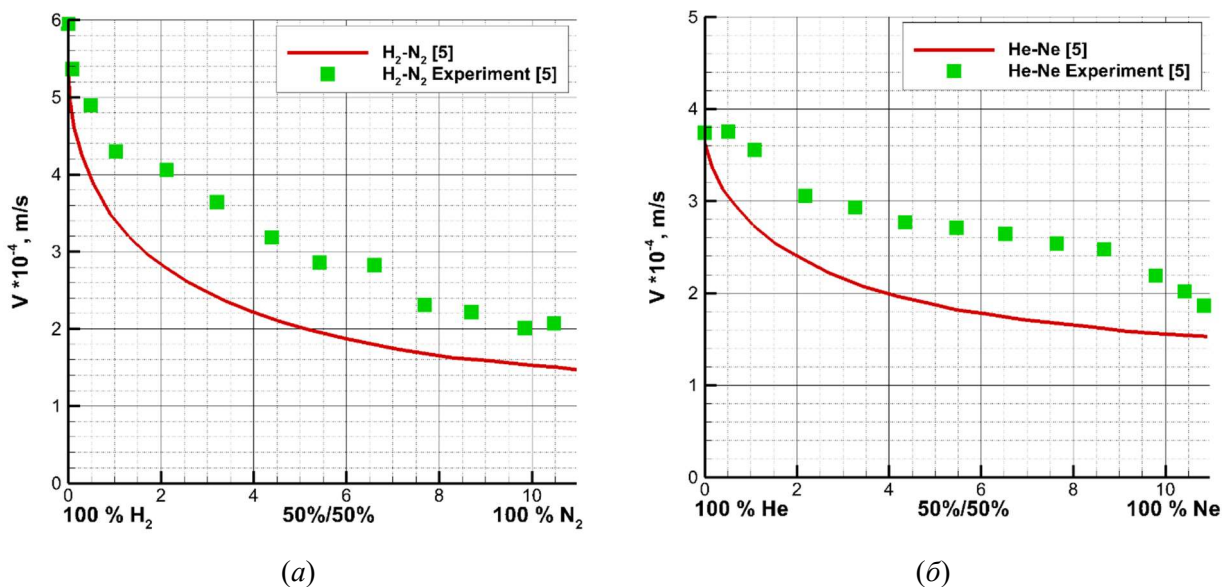 6
5
4
3
2
1
0
V *10⁻⁴, m/s
H₂-N₂ [5]
H₂-N₂ Experiment [5]
0 2 4 6 8 10
100 % H₂ 50%/50% 100 % N₂
(а)
5
4
3
2
1
0
V *10⁻⁴, m/s
He-Ne [5]
He-Ne Experiment [5]
0 2 4 6 8 10
100 % He 50%/50% 100 % Ne
(б)